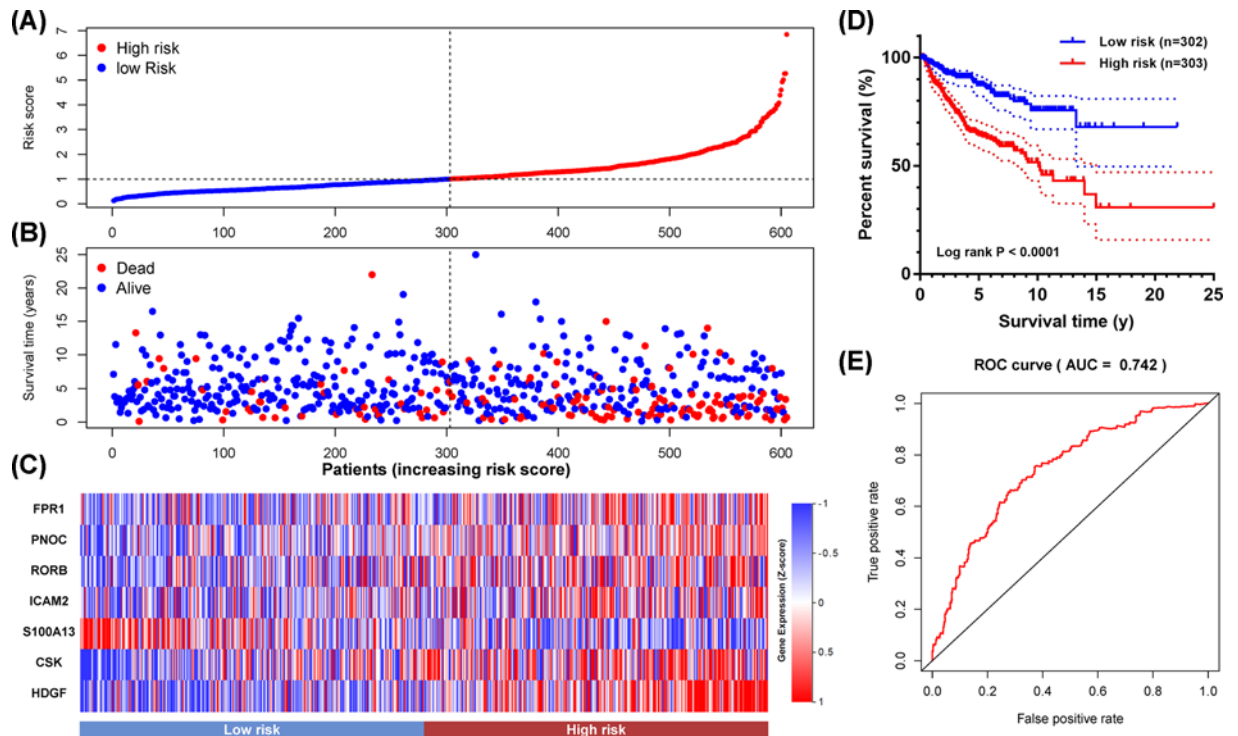 (A)
7
6
5
4
3
2
1
0
Risk score
High risk
low Risk
0 100 200 300 400 500 600
(B)
25
20
15
10
5
0
Survival time (years)
Dead
Alive
0 100 200 300 400 500 600
Patients (increasing risk score)
(C)
FPR1
PNOC
RORB
ICAM2
S100A13
CSK
HDGF
Low risk High risk
- 1
-0.5
0
0.5
1
Gene Expression (Z-score)
(D)
Low risk (n=302)
High risk (n=303)
100
50
0
Percent survival (%)
Log rank P < 0.0001
0 5 10 15 20 25
Survival time (y)
(E)
ROC curve ( AUC = 0.742 )
1.0
0.8
0.6
0.4
0.2
0.0
True positive rate
0.0 0.2 0.4 0.6 0.8 1.0
False positive rate